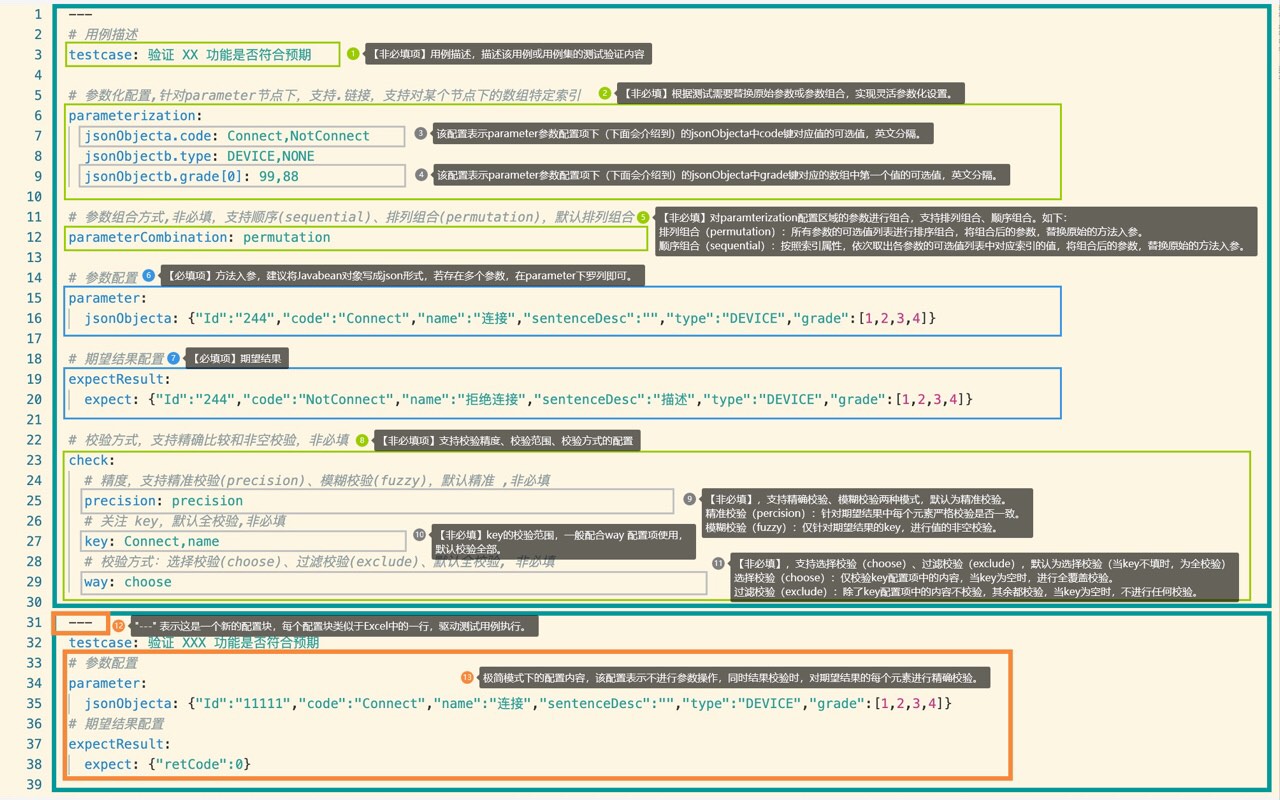 1 ---
2 # 用例描述
3 testcase: 验证 XX 功能是否符合预期
1 【非必填项】用例描述，描述该用例或用例集的测试验证内容
4
5 # 参数化配置,针对parameter节点下，支持.链接，支持对某个节点下的数组特定索引
2 【非必填】根据测试需要替换原始参数或参数组合，实现灵活参数化设置。
6 parameterization:
7 jsonObjecta.code: Connect,NotConnect
3 该配置表示parameter参数配置项下（下面会介绍到）的jsonObjecta中code键对应值的可选值，英文分隔。
8 jsonObjectb.type: DEVICE,NONE
9 jsonObjectb.grade[0]: 99,88
4 该配置表示parameter参数配置项下（下面会介绍到）的jsonObjecta中grade键对应的数组中第一个值的可选值，英文分隔。
10
11 # 参数组合方式,非必填，支持顺序(sequential)、排列组合(permutation)，默认排列组合
12 parameterCombination: permutation
5 【非必填】对paramterization配置区域的参数进行组合，支持排列组合、顺序组合。如下：
排列组合（permutation）：所有参数的可选值列表进行排序组合，将组合后的参数，替换原始的方法入参。
顺序组合（sequential）：按照索引属性，依次取出各参数的可选值列表中对应索引的值，将组合后的参数，替换原始的方法入参。
13
14 # 参数配置
6 【必填项】方法入参，建议将Javabean对象写成json形式，若存在多个参数，在parameter下罗列即可。
15 parameter:
16 jsonObjecta: {"Id":"244","code":"Connect","name":"连接","sentenceDesc":"","type":"DEVICE","grade":[1,2,3,4]}
17
18 # 期望结果配置
7 【必填项】期望结果
19 expectResult:
20 expect: {"Id":"244","code":"NotConnect","name":"拒绝连接","sentenceDesc":"描述","type":"DEVICE","grade":[1,2,3,4]}
21
22 # 校验方式，支持精确比较和非空校验，非必填
8 【非必填项】支持校验精度、校验范围、校验方式的配置
23 check:
24 # 精度，支持精准校验(precision)、模糊校验(fuzzy)，默认精准 ,非必填
25 precision: precision
9 【非必填】，支持精确校验、模糊校验两种模式，默认为精准校验。
精准校验（percision）：针对期望结果中每个元素严格校验是否一致。
模糊校验（fuzzy）：仅针对期望结果的key，进行值的非空校验。
26 # 关注 key，默认全校验,非必填
27 key: Connect,name
10 【非必填】key的校验范围，一般配合way 配置项使用，
默认校验全部。
28 # 校验方式：选择校验(choose)、过滤校验(exclude)、默认全校验, 非必填
29 way: choose
11 【非必填】，支持选择校验（choose）、过滤校验（exclude），默认为选择校验（当key不填时，为全校验）
选择校验（choose）：仅校验key配置项中的内容，当key为空时，进行全覆盖校验。
过滤校验（exclude）：除了key配置项中的内容不校验，其余都校验，当key为空时，不进行任何校验。
30
31 ---
12 "---" 表示这是一个新的配置块，每个配置块类似于Excel中的一行，驱动测试用例执行。
32 testcase: 验证 XXX 功能是否符合预期
33 # 参数配置
34 parameter:
13 极简模式下的配置内容，该配置表示不进行参数操作，同时结果校验时，对期望结果的每个元素进行精确校验。
35 jsonObjecta: {"Id":"11111","code":"Connect","name":"连接","sentenceDesc":"","type":"DEVICE","grade":[1,2,3,4]}
36 # 期望结果配置
37 expectResult:
38 expect: {"retCode":0}
39